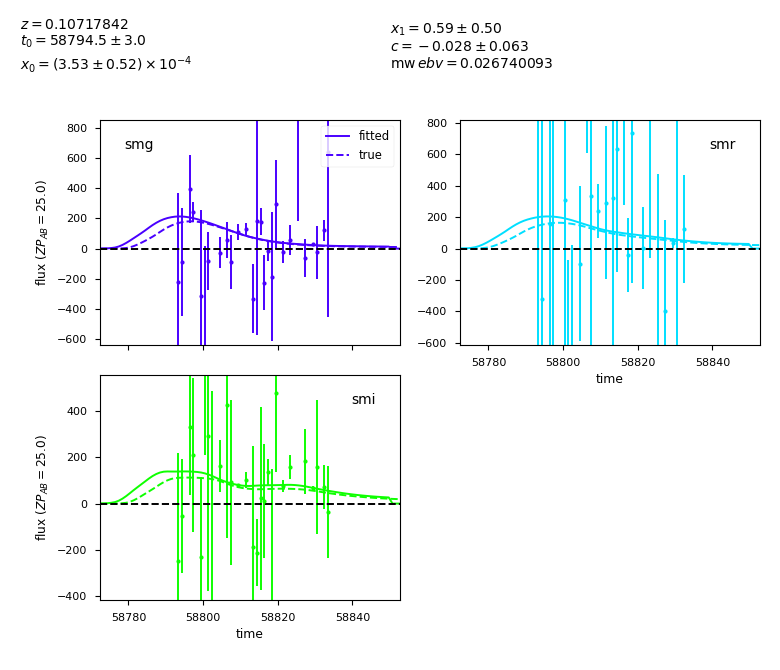 z = 0.10717842
t₀ = 58794.5 ± 3.0
x₀ = (3.53 ± 0.52) × 10⁻⁴
x₁ = 0.59 ± 0.50
c = −0.028 ± 0.063
mw ebv = 0.026740093
smg
fitted
true
800
600
400
200
0
−200
−400
−600
flux (ZP_AB = 25.0)
smr
800
600
400
200
0
−200
−400
−600
58780 58800 58820 58840
time
smi
400
200
0
−200
−400
flux (ZP_AB = 25.0)
58780 58800 58820 58840
time